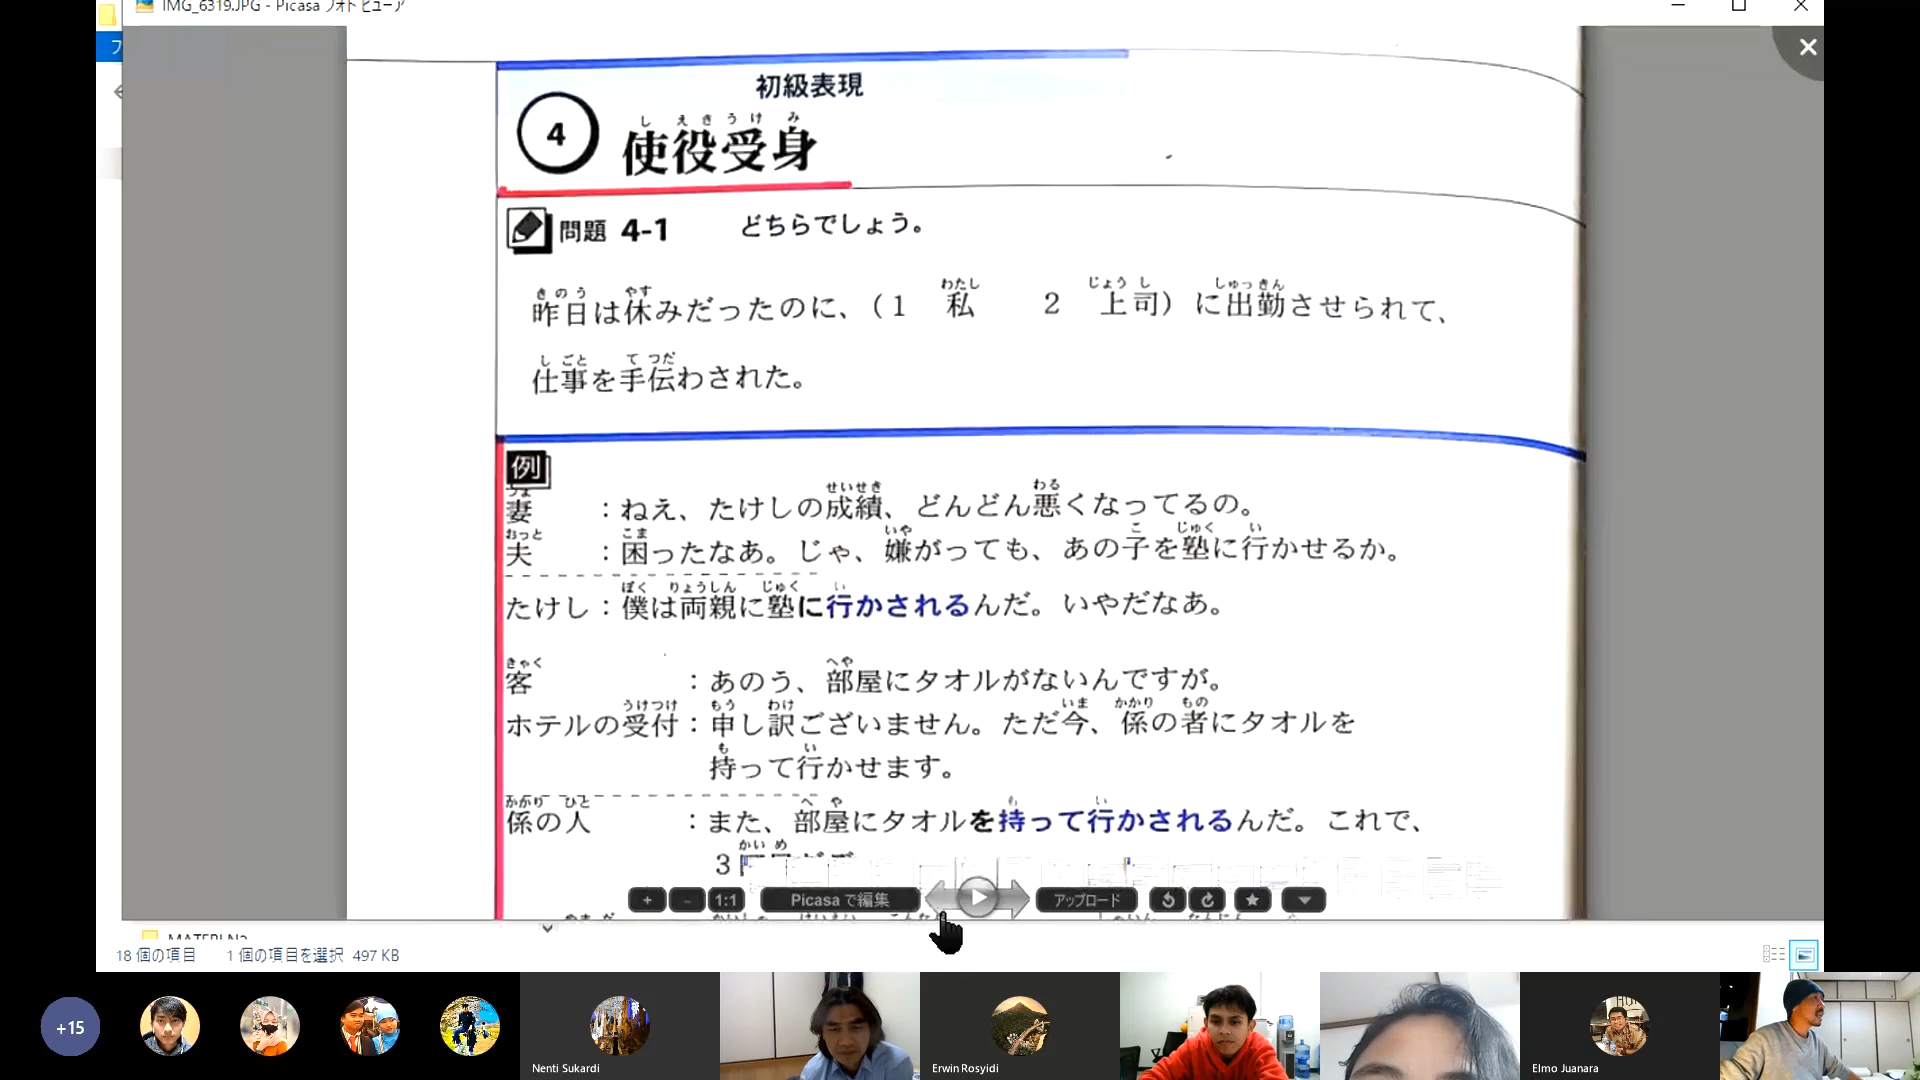 IMG_6319.JPG - Picasa フォト ビューア
初級表現
4
しえきうけみ
使役受身
問題 4-1 どちらでしょう。
きのう やす わたし じょうし しゅっきん
昨日は休みだったのに、（1 私 2 上司）に出勤させられて、
しごと てつだ
仕事を手伝わされた。
例
せいせき わる
妻 ：ねえ、たけしの成績、どんどん悪くなってるの。
おっと こま いや こ じゅく い
夫 ：困ったなあ。じゃ、嫌がっても、あの子を塾に行かせるか。
ぼく りょうしん じゅく い
たけし：僕は両親に塾に行かされるんだ。いやだなあ。
きゃく へや
客 ：あのう、部屋にタオルがないんですが。
うけつけ もう わけ いま かかり もの
ホテルの受付：申し訳ございません。ただ今、係の者にタオルを
も い
持って行かせます。
かかり ひと へや も い
係の人 ：また、部屋にタオルを持って行かされるんだ。これで、
かい め
3
+ - 1:1 Picasa で編集 アップロード
18 個の項目 1 個の項目を選択 497 KB
+15
Nenti Sukardi
Erwin Rosyidi
Elmo Juanara